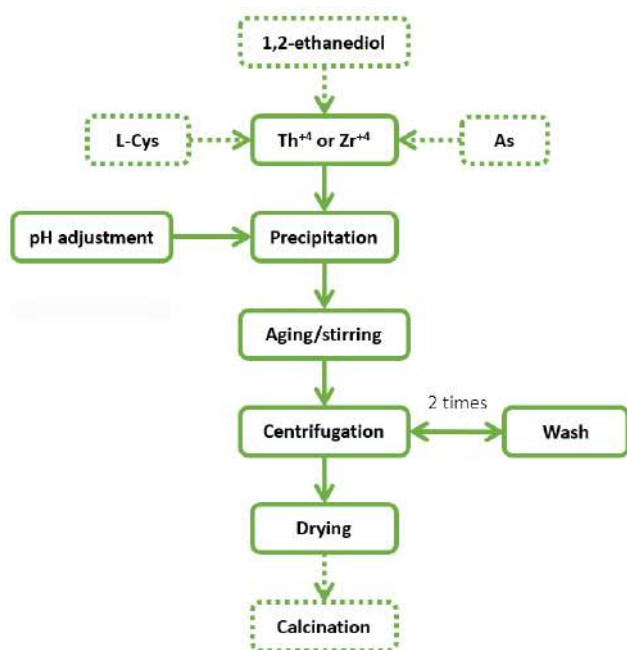 1,2-ethanediol
L-Cys
Th⁺⁴ or Zr⁺⁴
As
pH adjustment
Precipitation
Aging/stirring
2 times
Centrifugation
Wash
Drying
Calcination